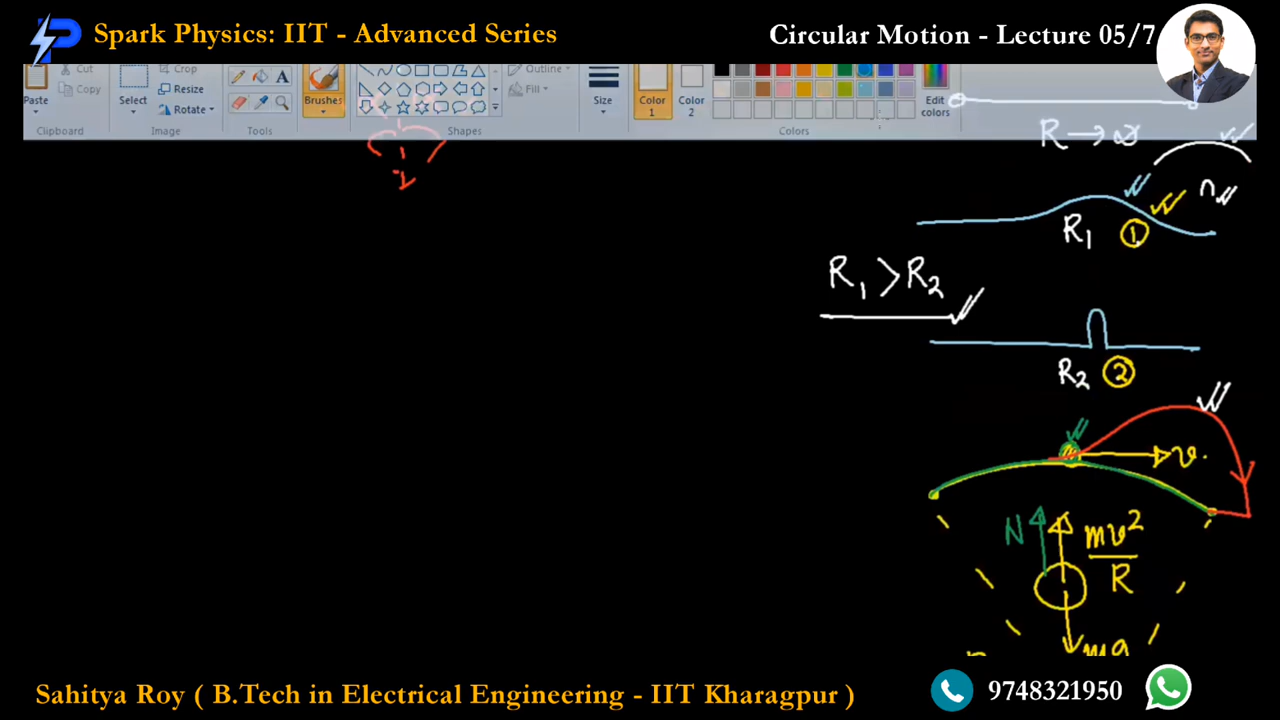 Spark Physics: IIT - Advanced Series
Circular Motion - Lecture 05/7
Cut
Copy
Paste
Clipboard
Select
Crop
Resize
Rotate
Image
Tools
Brushes
Shapes
Outline
Fill
Size
Color 1
Color 2
Colors
Edit colors
R → ∞
n
R₁ ①
R₁ > R₂
R₂ ②
v
N
mv²/R
mg
Sahitya Roy ( B.Tech in Electrical Engineering - IIT Kharagpur )
9748321950